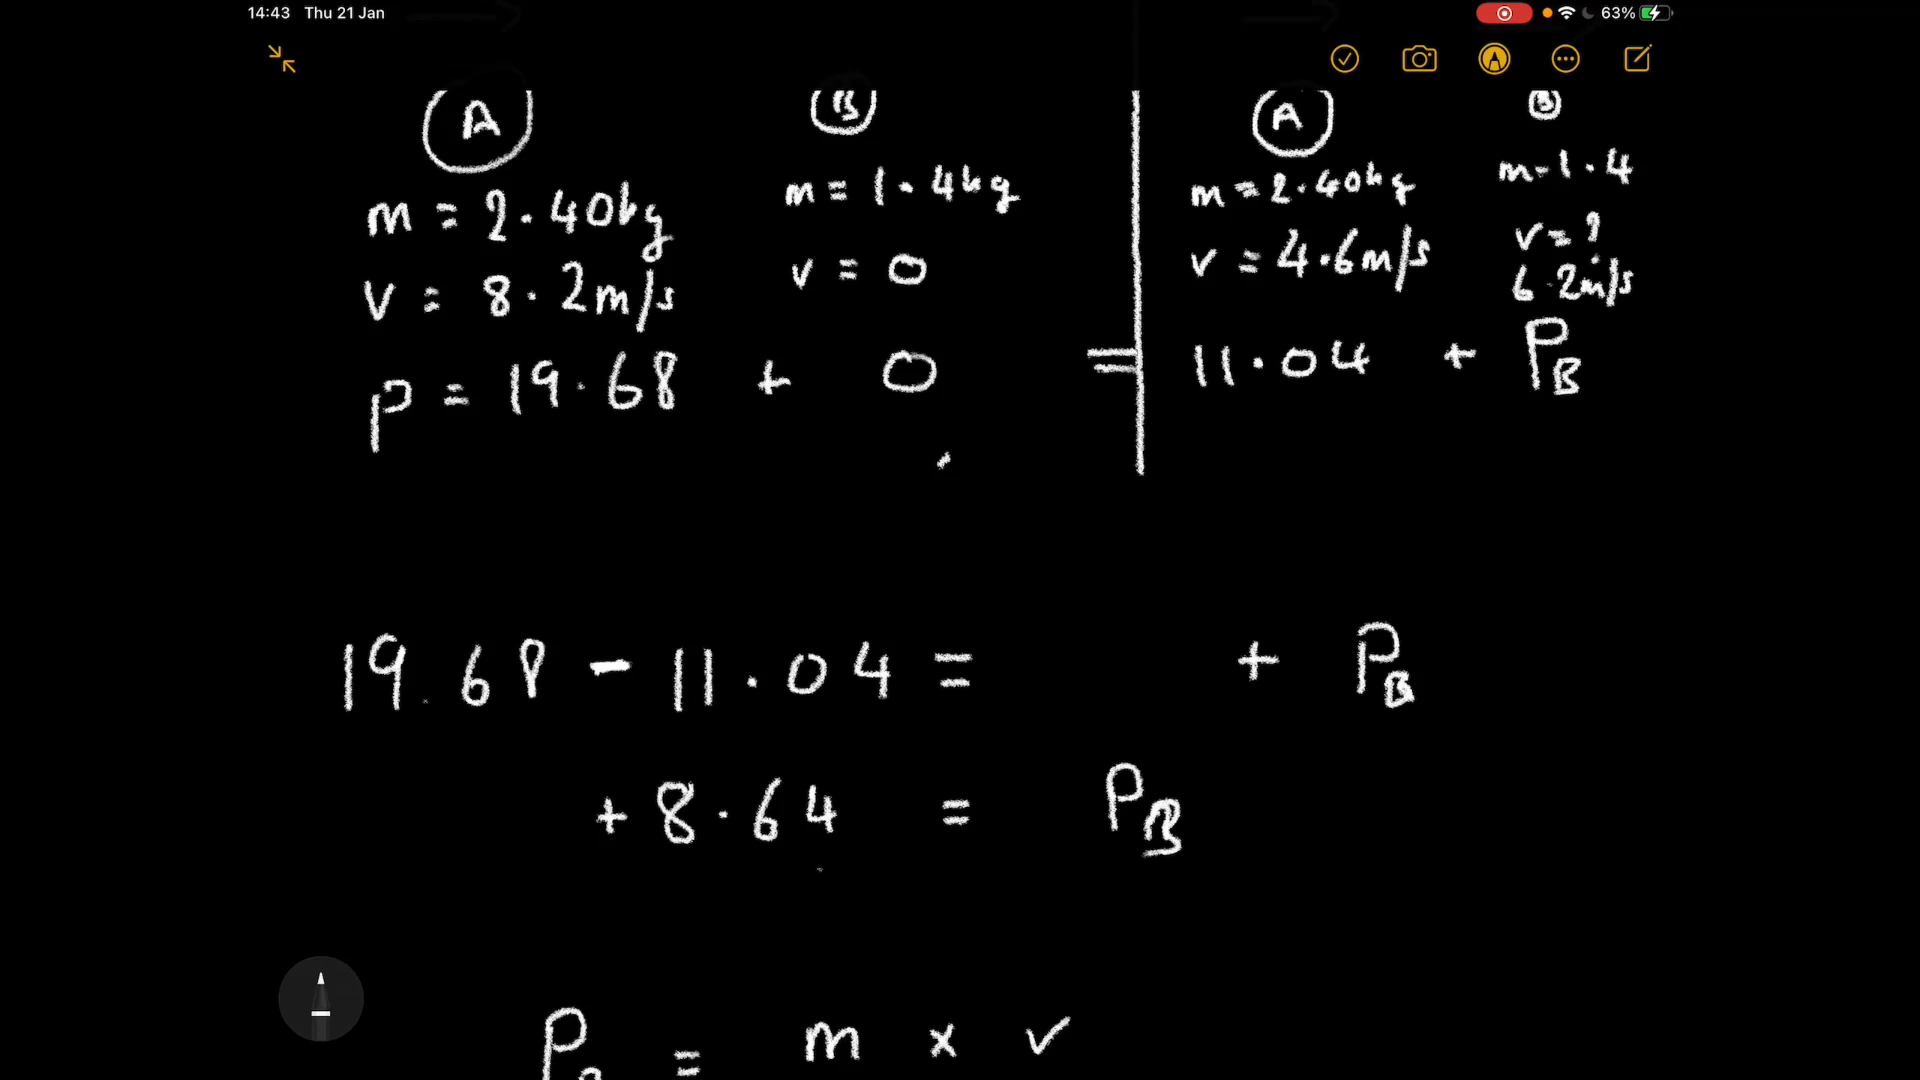 14:43 Thu 21 Jan 63%
A B A B
m = 2.40kg m = 1.4kg m = 2.40kg m = 1.4
v = 8.2m/s v = 0 v = 4.6m/s v = ?
6.2m/s
P = 19.68 + 0 = 11.04 + PB
19.68 - 11.04 = + PB
+ 8.64 = PB
PB = m x v